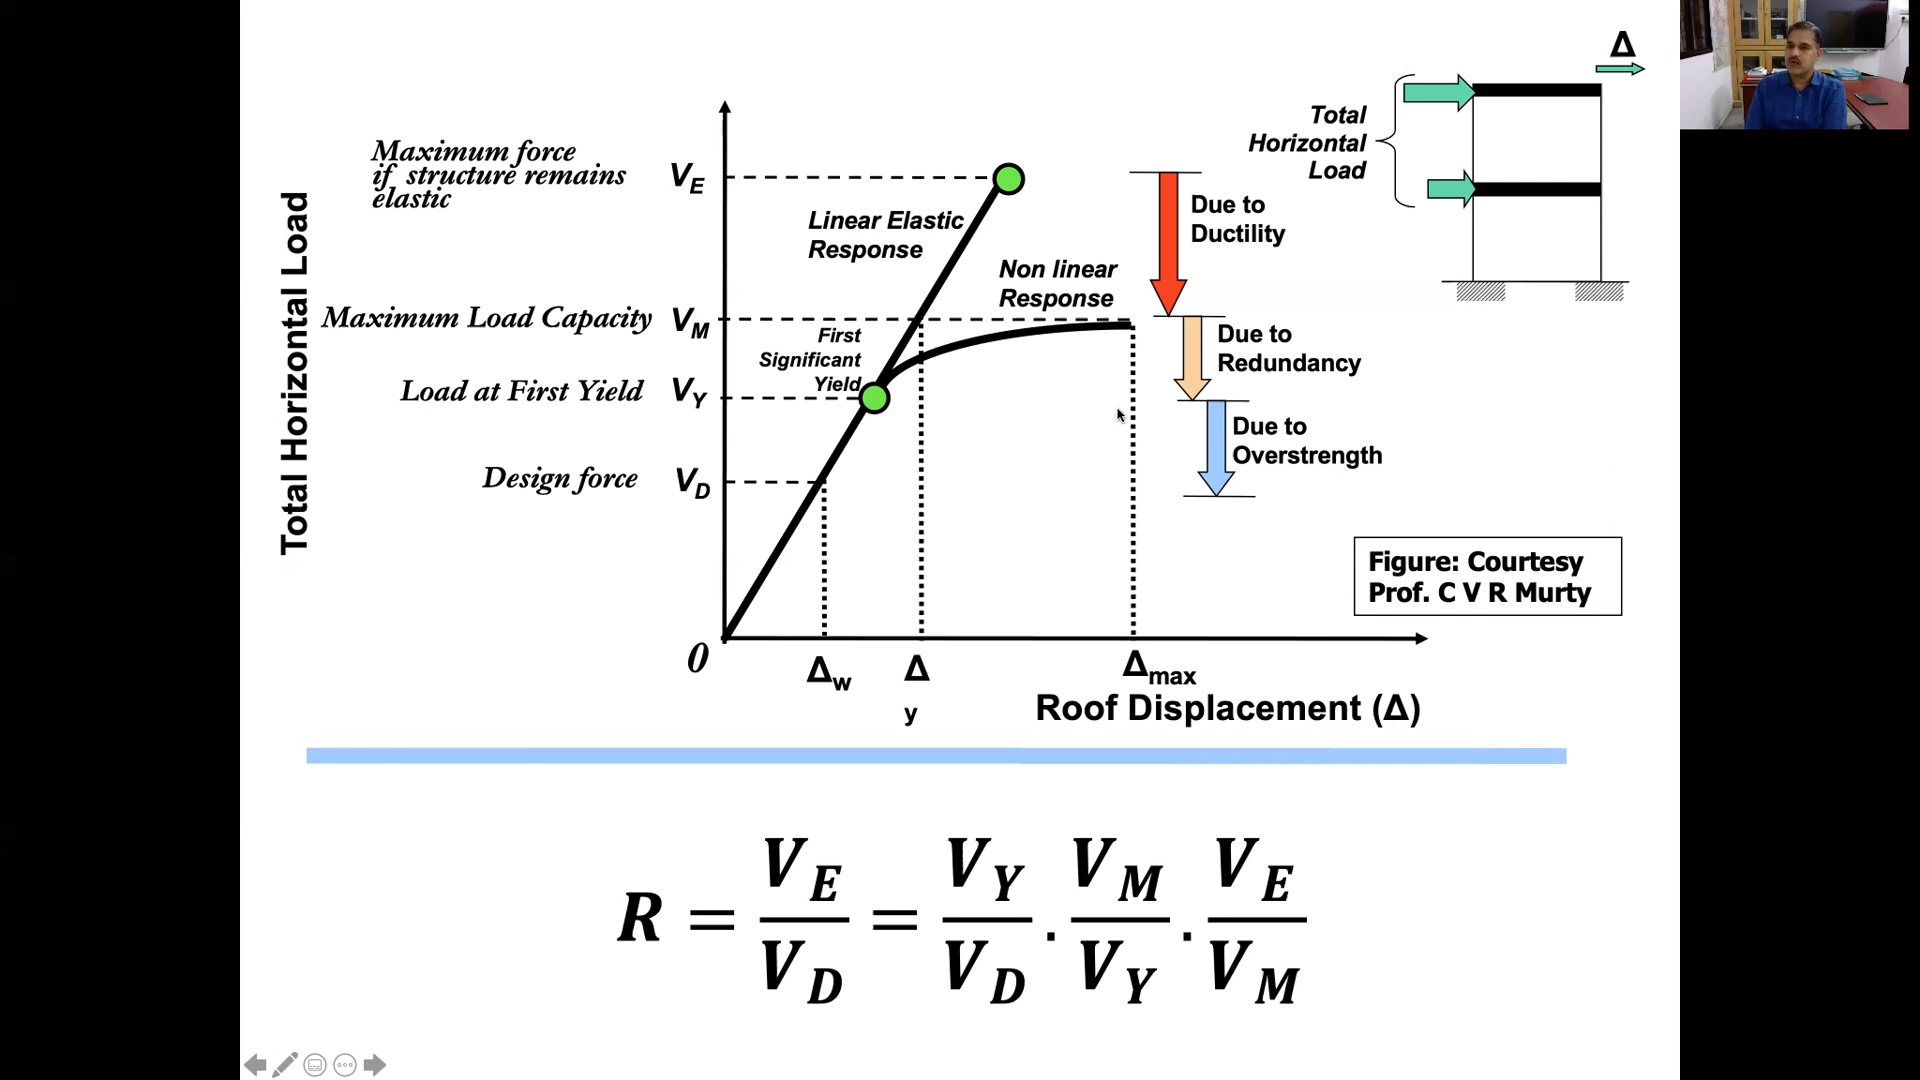 Total Horizontal Load
Maximum force
if structure remains
elastic
V_E
Linear Elastic
Response
Non linear
Response
Maximum Load Capacity
V_M
First
Significant
Yield
Load at First Yield
V_Y
Design force
V_D
0
Δw
Δ
y
Δmax
Roof Displacement (Δ)
Due to
Ductility
Due to
Redundancy
Due to
Overstrength
Δ
Total
Horizontal
Load
Figure: Courtesy
Prof. C V R Murty
R = V_E/V_D = V_Y/V_D . V_M/V_Y . V_E/V_M